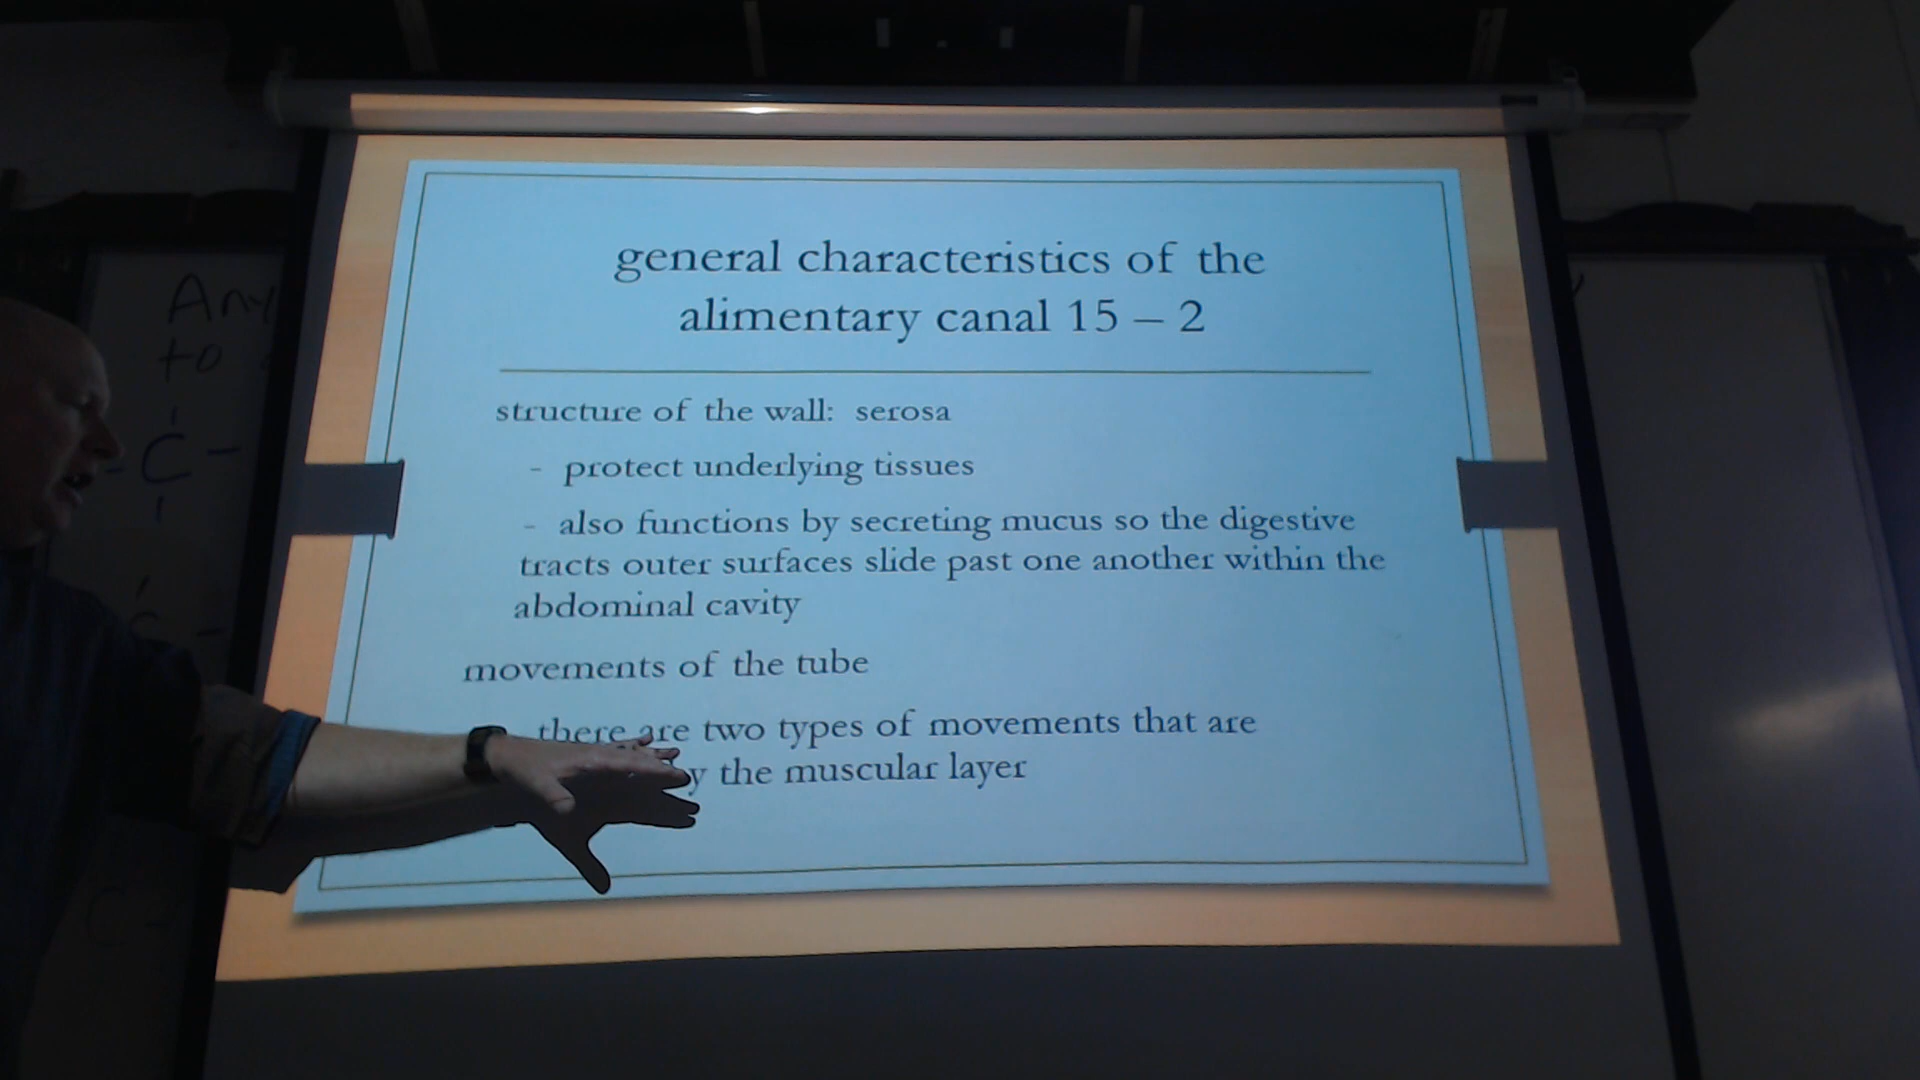 general characteristics of the
alimentary canal 15 – 2
structure of the wall: serosa
- protect underlying tissues
- also functions by secreting mucus so the digestive
tracts outer surfaces slide past one another within the
abdominal cavity
movements of the tube
there are two types of movements that are
the muscular layer
Any
to
- C -
C -